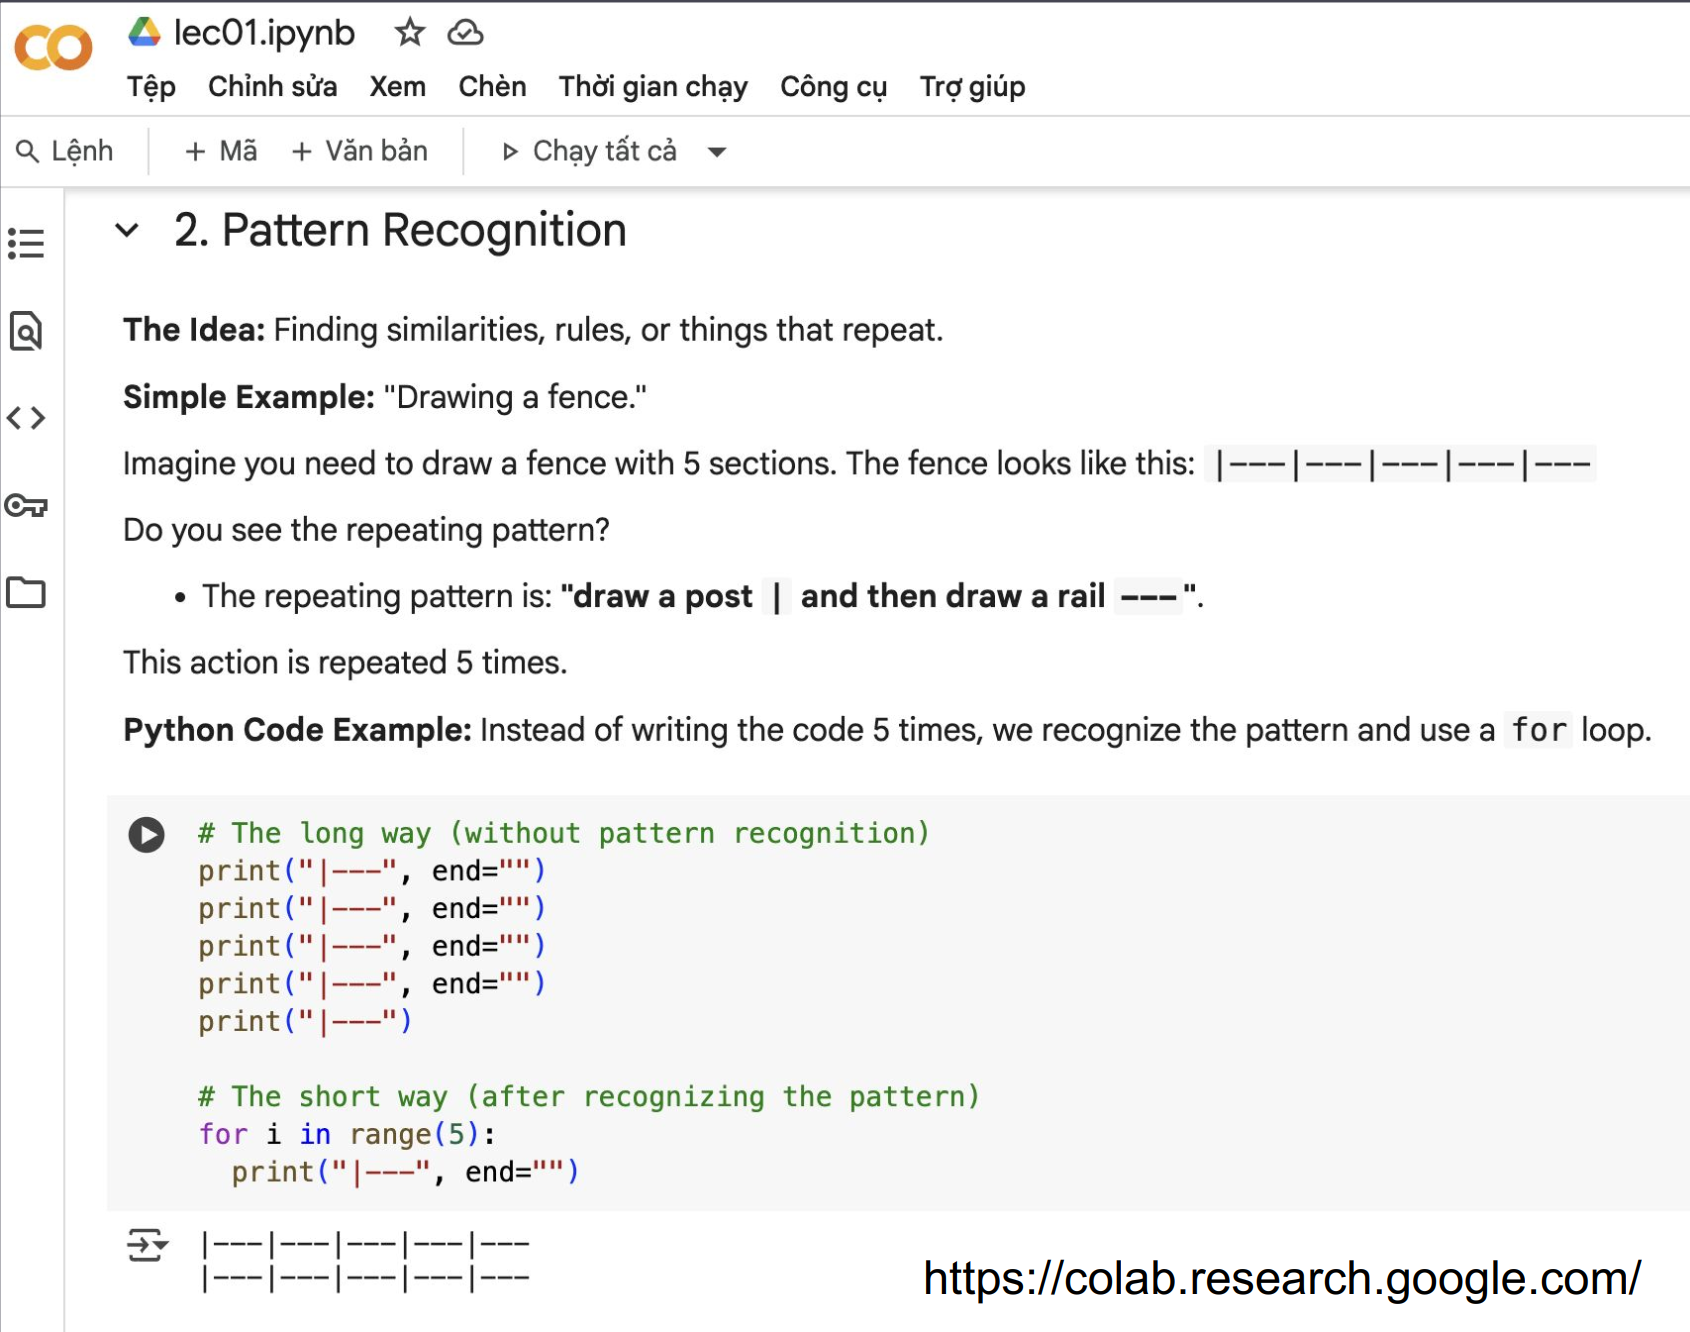 lec01.ipynb
Tệp Chỉnh sửa Xem Chèn Thời gian chạy Công cụ Trợ giúp
Lệnh + Mã + Văn bản Chạy tất cả
2. Pattern Recognition
The Idea: Finding similarities, rules, or things that repeat.
Simple Example: "Drawing a fence."
Imagine you need to draw a fence with 5 sections. The fence looks like this: |---|---|---|---|---
Do you see the repeating pattern?
• The repeating pattern is: "draw a post | and then draw a rail ---".
This action is repeated 5 times.
Python Code Example: Instead of writing the code 5 times, we recognize the pattern and use a for loop.
# The long way (without pattern recognition)
print("|---", end="")
print("|---", end="")
print("|---", end="")
print("|---", end="")
print("|---")
# The short way (after recognizing the pattern)
for i in range(5):
  print("|---", end="")
|---|---|---|---|---
|---|---|---|---|---
https://colab.research.google.com/